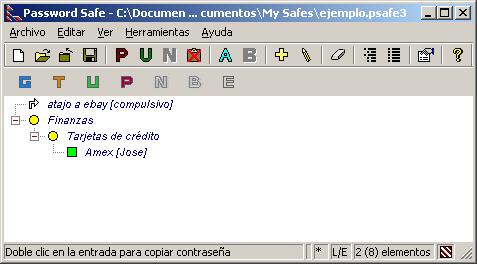 Password Safe - C:\Documen ... cumentos\My Safes\ejemplo.psafe3
Archivo Editar Ver Herramientas Ayuda
P U N A B
G T U P N B E
atajo a ebay [compulsivo]
Finanzas
Tarjetas de crédito
Amex [Jose]
Doble clic en la entrada para copiar contraseña * L/E 2 (8) elementos